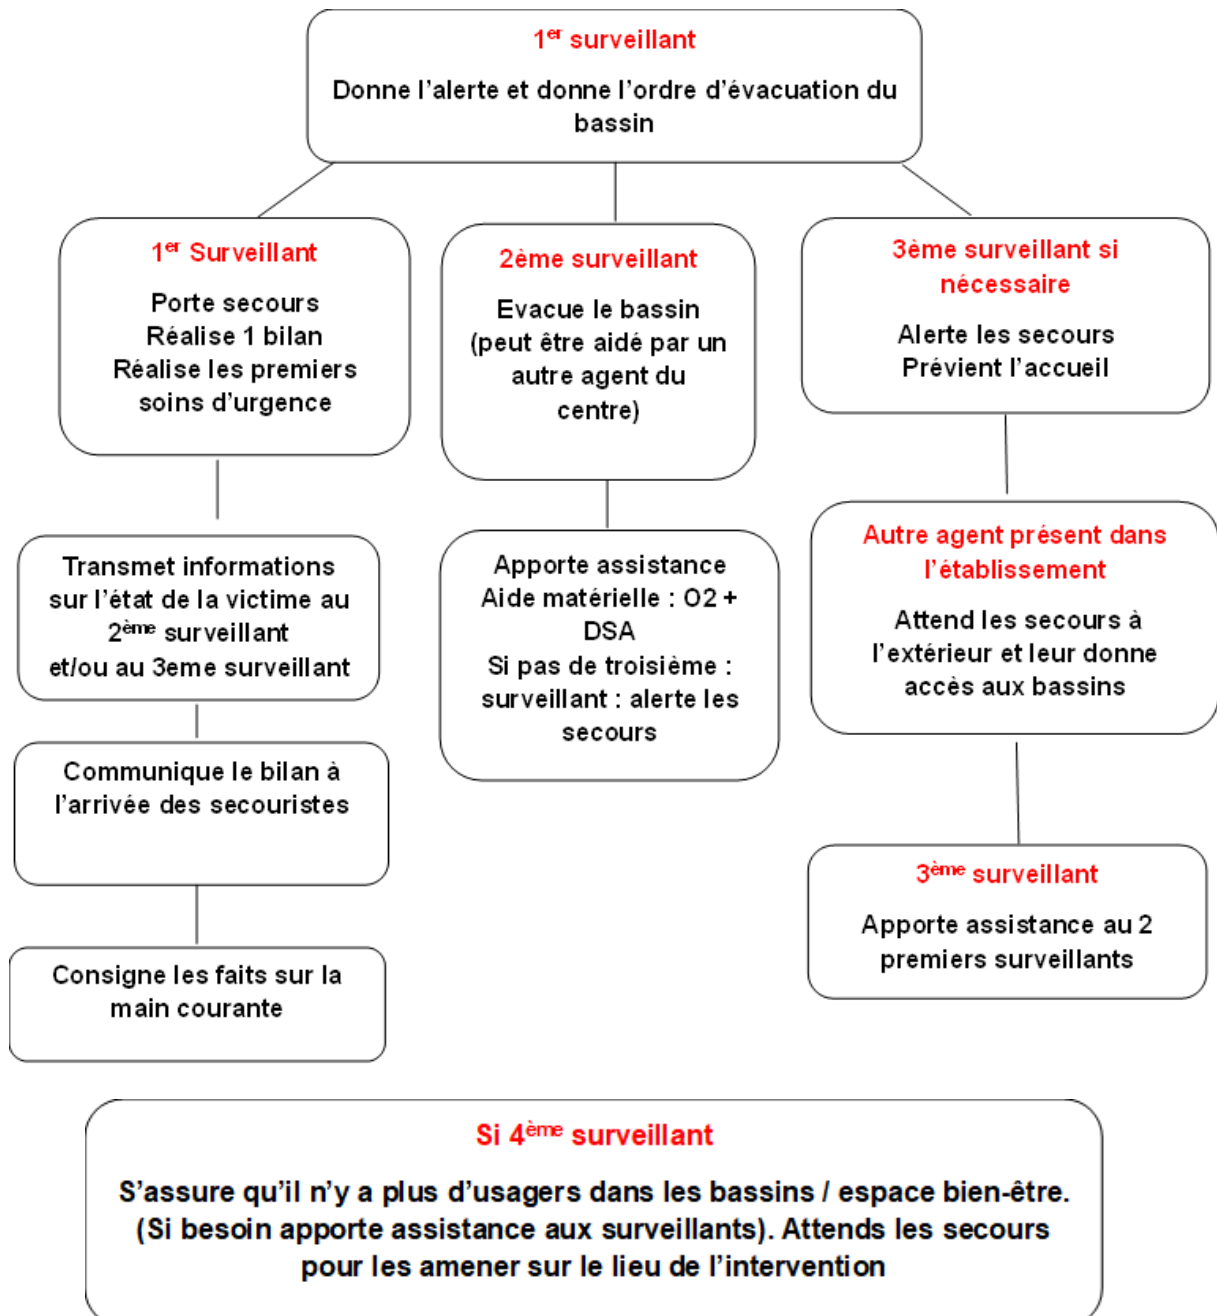 1er surveillant
Donne l'alerte et donne l'ordre d'évacuation du
bassin
1er Surveillant
Porte secours
Réalise 1 bilan
Réalise les premiers
soins d'urgence
2ème surveillant
Evacue le bassin
(peut être aidé par un
autre agent du
centre)
3ème surveillant si
nécessaire
Alerte les secours
Prévient l'accueil
Transmet informations
sur l'état de la victime au
2ème surveillant
et/ou au 3eme surveillant
Apporte assistance
Aide matérielle : O2 +
DSA
Si pas de troisième :
surveillant : alerte les
secours
Autre agent présent dans
l'établissement
Attend les secours à
l'extérieur et leur donne
accès aux bassins
Communique le bilan à
l'arrivée des secouristes
3ème surveillant
Apporte assistance au 2
premiers surveillants
Consigne les faits sur la
main courante
Si 4ème surveillant
S'assure qu'il n'y a plus d'usagers dans les bassins / espace bien-être.
(Si besoin apporte assistance aux surveillants). Attends les secours
pour les amener sur le lieu de l'intervention